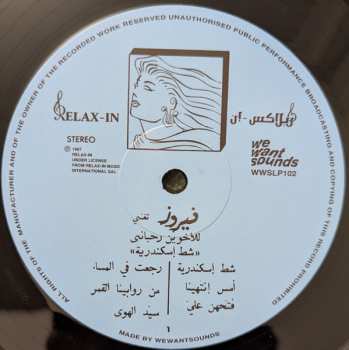 ALL RIGHTS OF THE MANUFACTURER AND OF THE OWNER OF THE RECORDED WORK RESERVED UNAUTHORISED PUBLIC PERFORMANCE BROADCASTING AND COPYING OF THIS RECORD PROHIBITED
RELAX-IN
ريلاكس-إن
STEREO
℗ 1987
RELAX-IN
UNDER LICENSE
FROM RELAX-IN MUSIC
INTERNATIONAL SAL
we
want
sounds
WWSLP102
فيروز تغني
للأخوين رحباني
«شط إسكندرية»
شط إسكندرية
أمس إنتهينا
فتحهن عليّ
رجعت في المساء
من روابينا القمر
سيد الهوى
1
MADE BY WEWANTSOUNDS